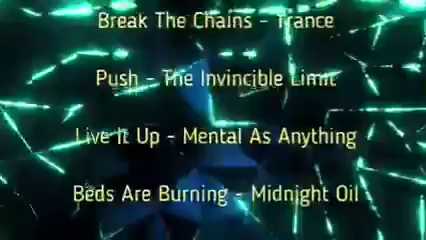 Break The Chains - Trance
Push - The Invincible Limit
Live It Up - Mental As Anything
Beds Are Burning - Midnight Oil